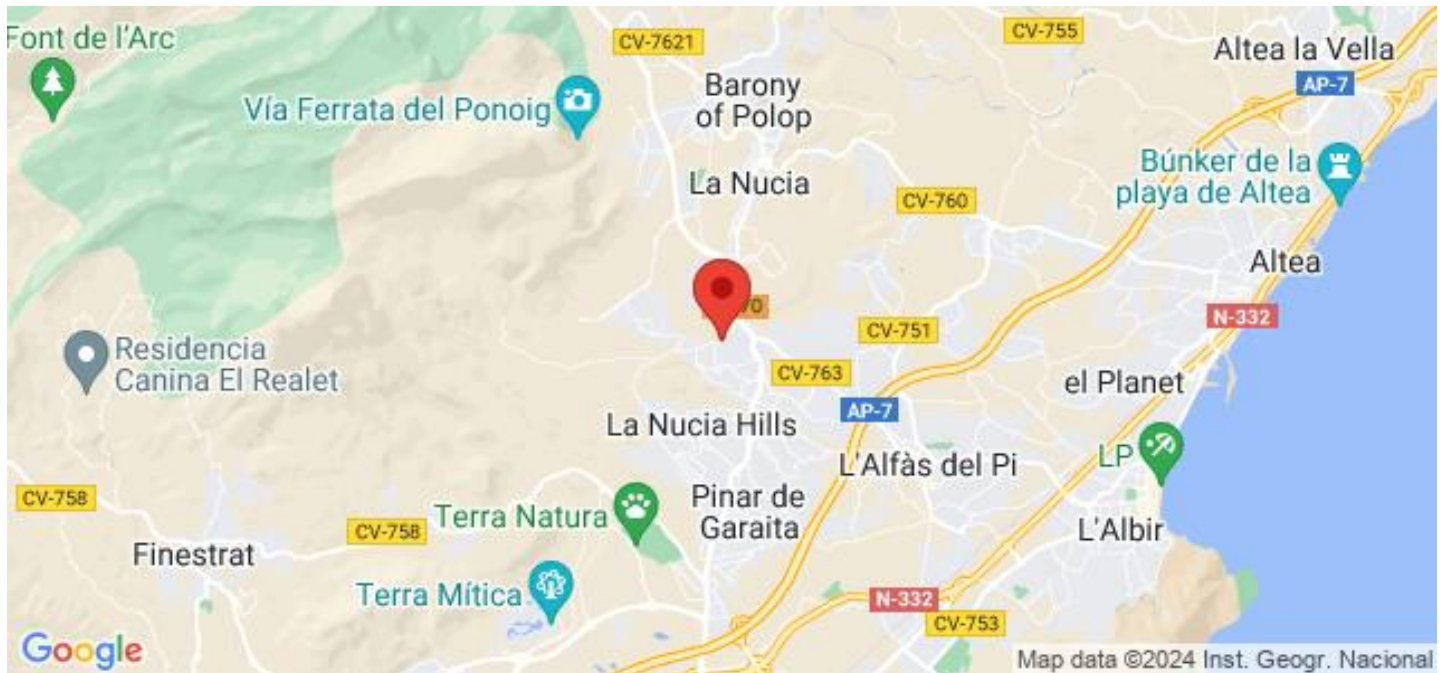 Font de l'Arc
CV-7621
CV-755
Altea la Vella
AP-7
Barony
of Polop
Vía Ferrata del Ponoig
Búnker de la
playa de Altea
La Nucia
CV-760
Altea
70
N-332
CV-751
Residencia
Canina El Realet
CV-763
el Planet
AP-7
La Nucia Hills
LP
L'Alfàs del Pi
CV-758
Pinar de
Garaita
Terra Natura
CV-758
L'Albir
Finestrat
Terra Mítica
N-332
CV-753
Google
Map data ©2024 Inst. Geogr. Nacional